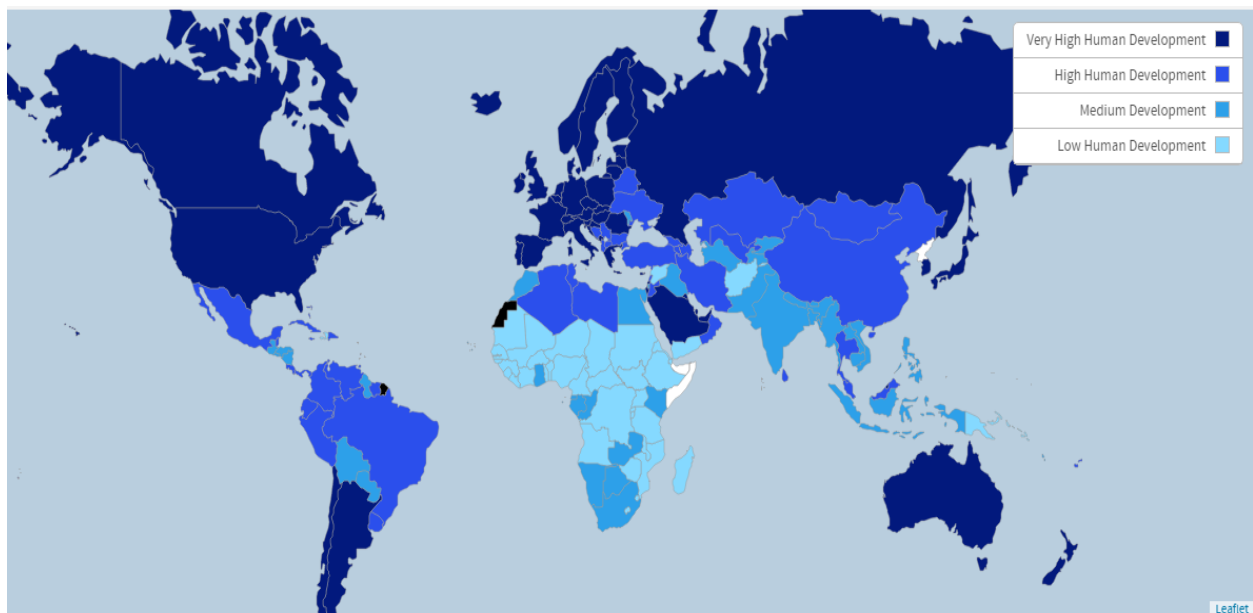 Very High Human Development
High Human Development
Medium Development
Low Human Development
Leaflet